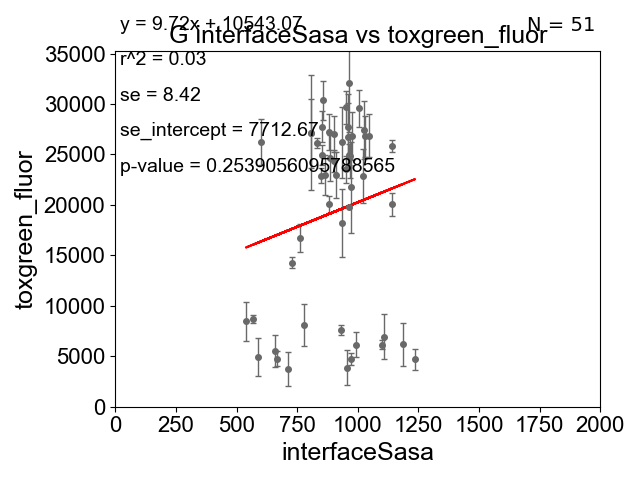 y = 9.72x + 10543.07
N = 51
G interfaceSasa vs toxgreen_fluor
r^2 = 0.03
se = 8.42
se_intercept = 7712.67
p-value = 0.2539056095788565
toxgreen_fluor
35000
30000
25000
20000
15000
10000
5000
0
0 250 500 750 1000 1250 1500 1750 2000
interfaceSasa